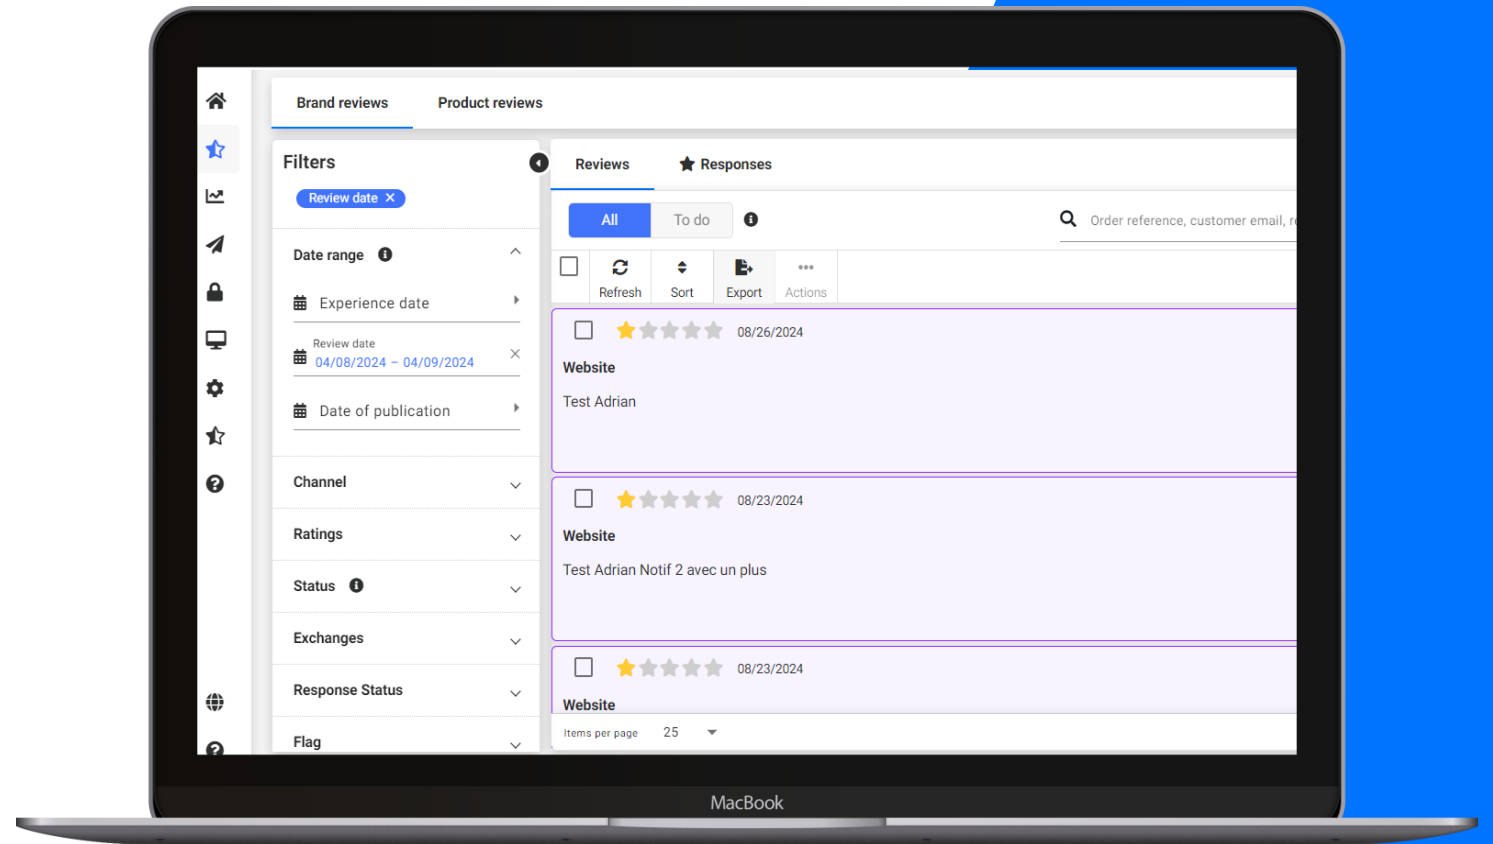 Brand reviews
Product reviews
Filters
Review date ×
Date range
Experience date
Review date
04/08/2024 – 04/09/2024
Date of publication
Channel
Ratings
Status
Exchanges
Response Status
Flag
Reviews
Responses
All
To do
Order reference, customer email,
Refresh
Sort
Export
Actions
08/26/2024
Website
Test Adrian
08/23/2024
Website
Test Adrian Notif 2 avec un plus
08/23/2024
Website
Items per page 25
MacBook